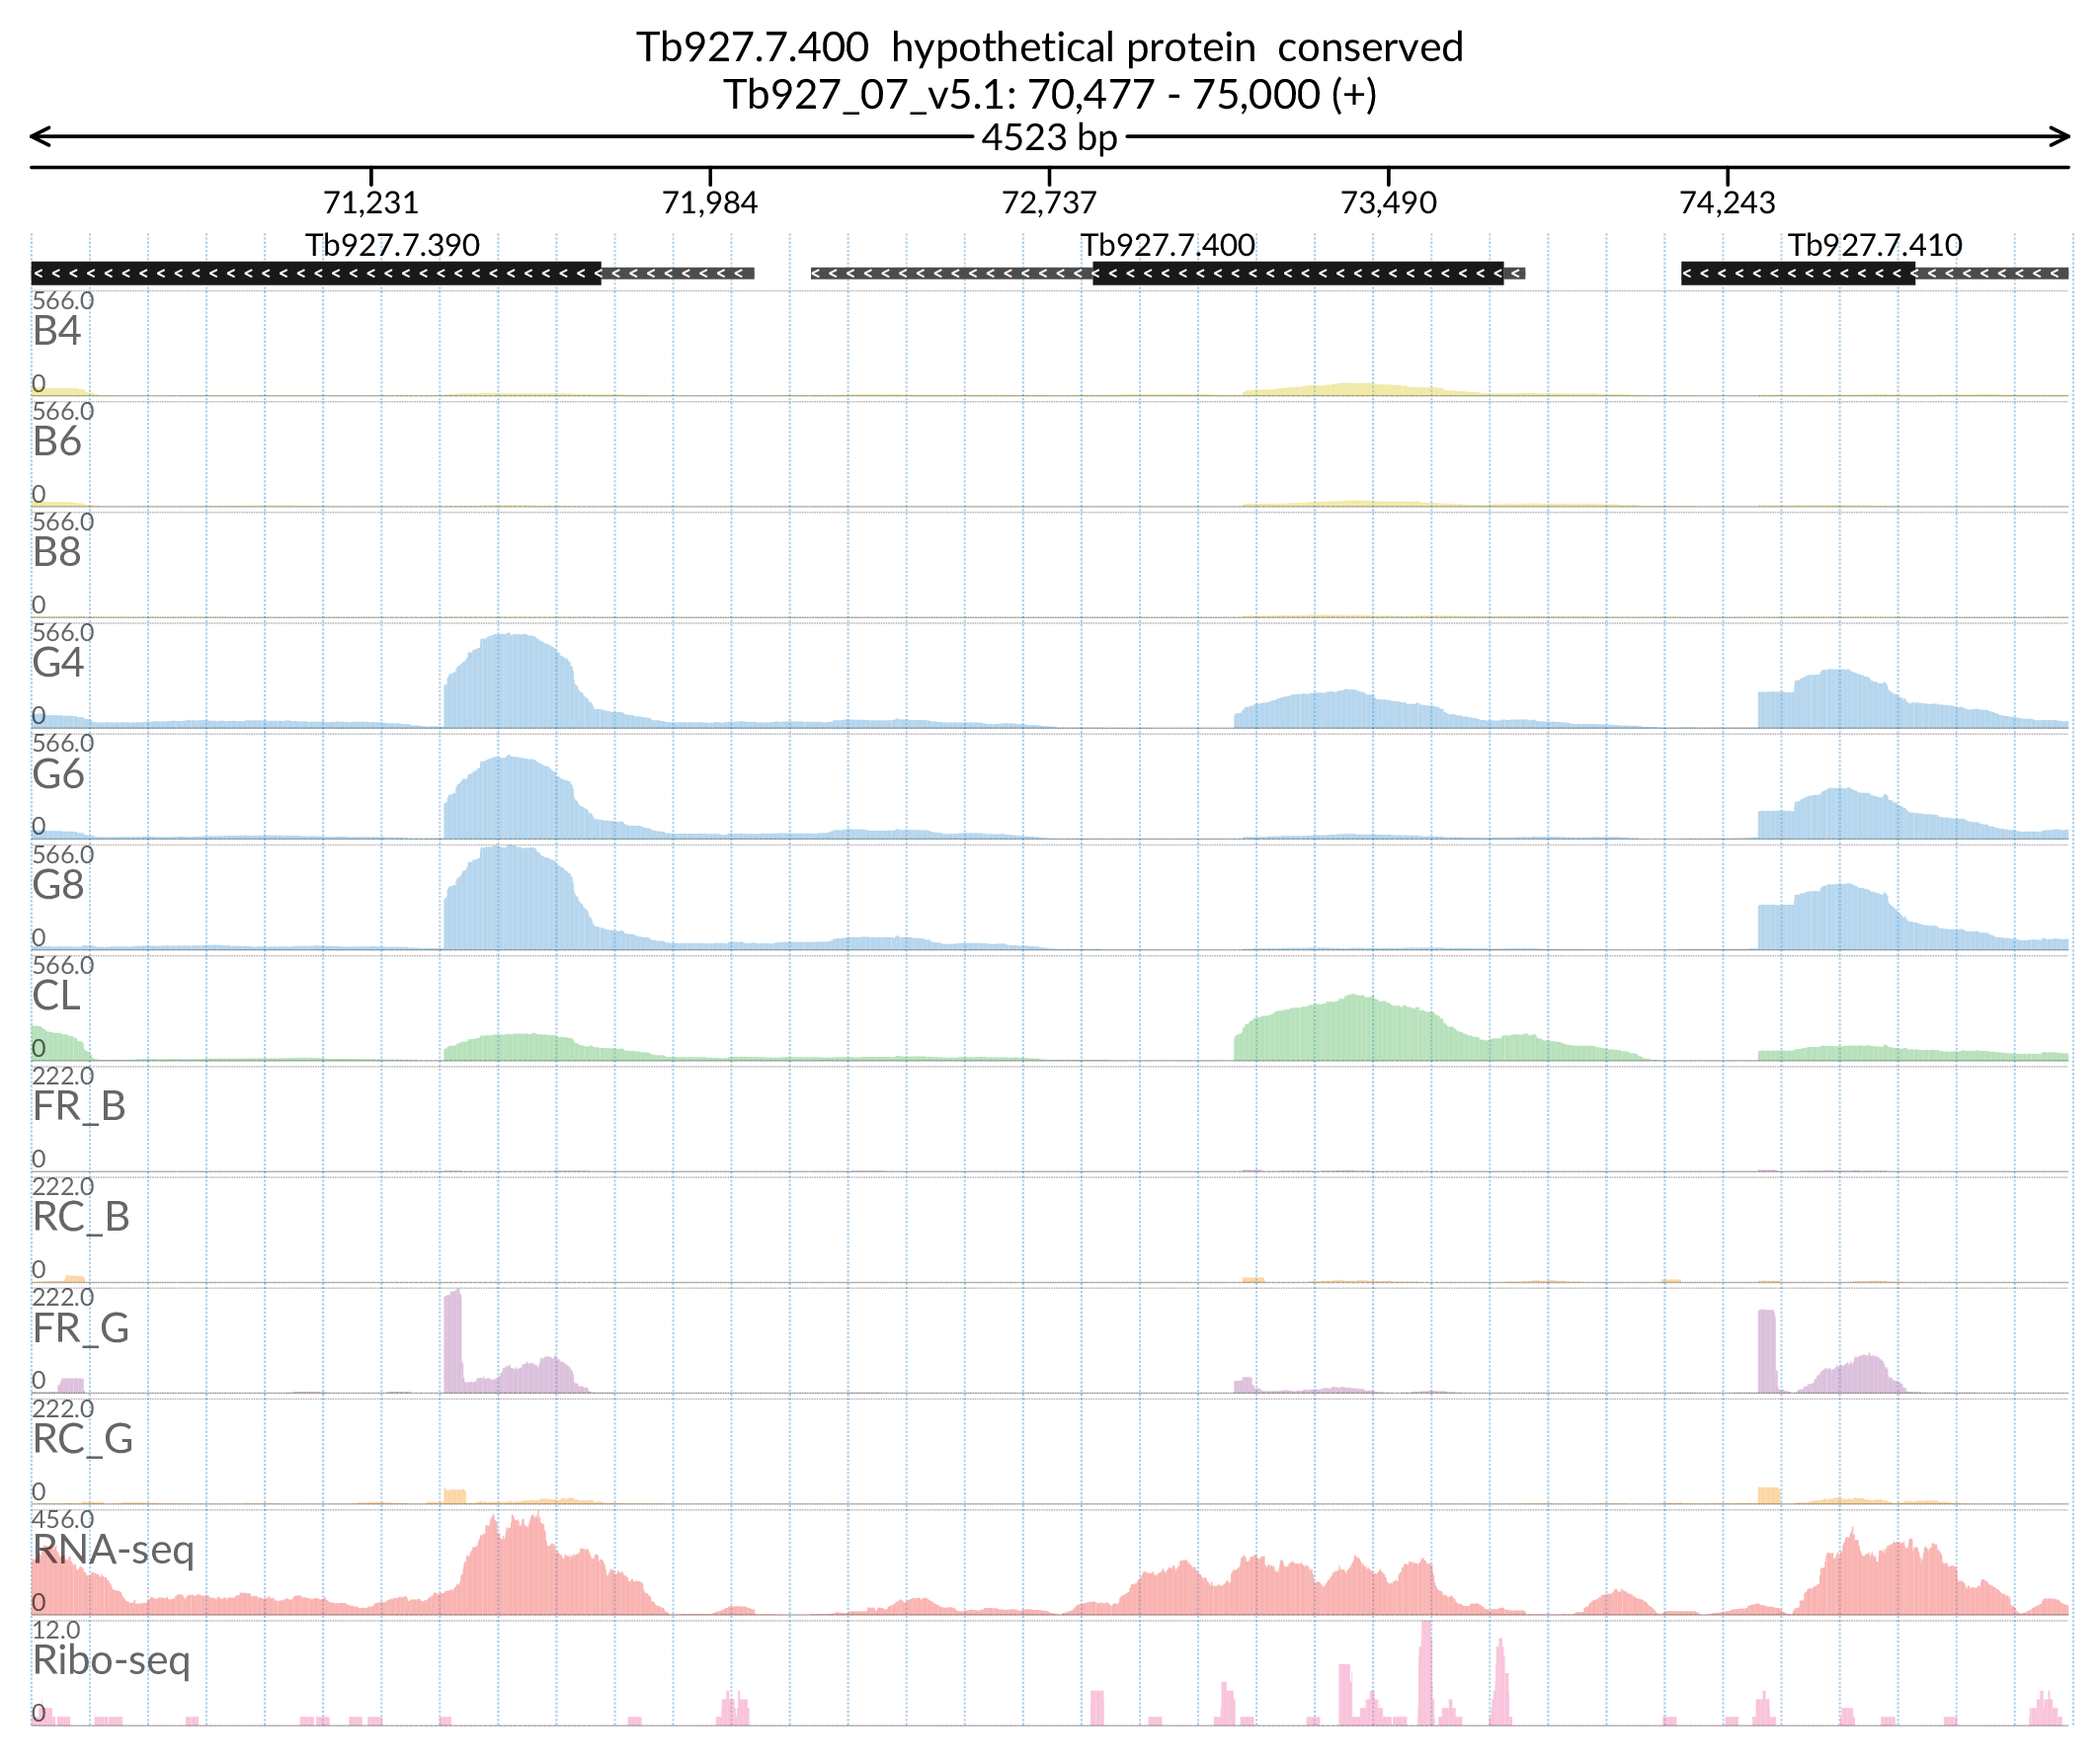 Tb927.7.400  hypothetical protein  conserved
Tb927_07_v5.1: 70,477 - 75,000 (+)
4523 bp
71,231 71,984 72,737 73,490 74,243
Tb927.7.390 Tb927.7.400 Tb927.7.410
566.0
B4
0
566.0
B6
0
566.0
B8
0
566.0
G4
0
566.0
G6
0
566.0
G8
0
566.0
CL
0
222.0
FR_B
0
222.0
RC_B
0
222.0
FR_G
0
222.0
RC_G
0
456.0
RNA-seq
0
12.0
Ribo-seq
0